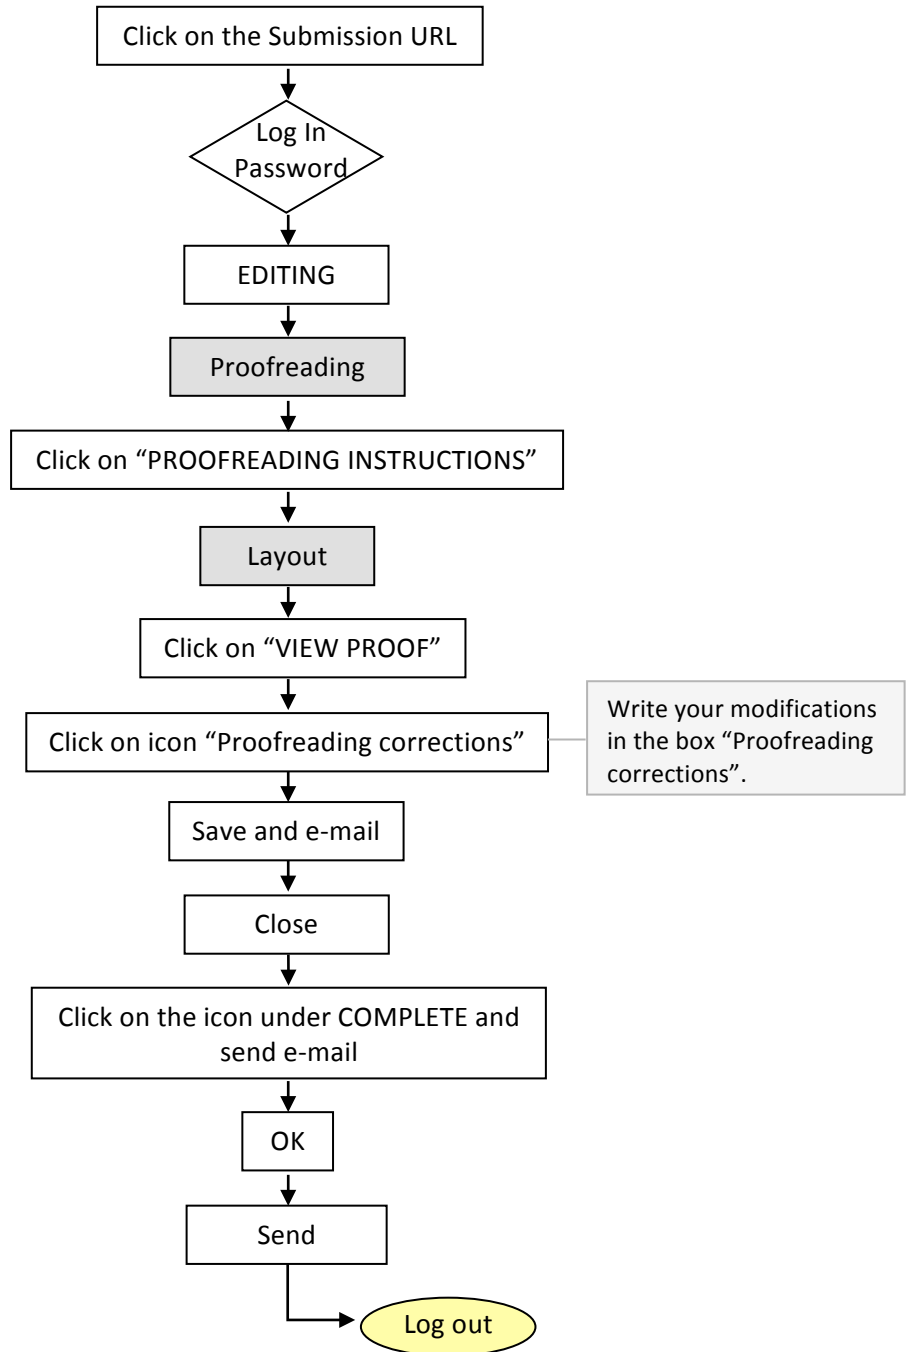 Click on the Submission URL
Log In
Password
EDITING
Proofreading
Click on “PROOFREADING INSTRUCTIONS”
Layout
Click on “VIEW PROOF”
Click on icon “Proofreading corrections”
Write your modifications
in the box “Proofreading
corrections”.
Save and e-mail
Close
Click on the icon under COMPLETE and
send e-mail
OK
Send
Log out